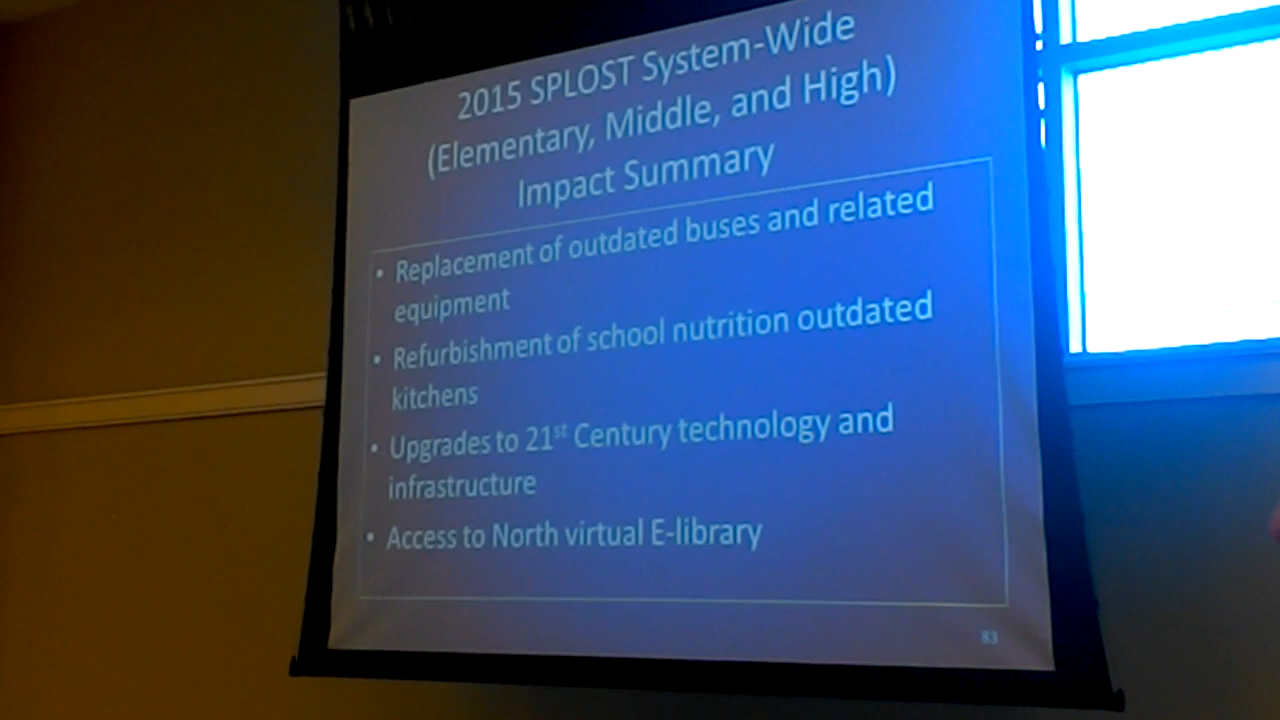 2015 SPLOST System-Wide
(Elementary, Middle, and High)
Impact Summary
• Replacement of outdated buses and related
equipment
• Refurbishment of school nutrition outdated
kitchens
• Upgrades to 21st Century technology and
infrastructure
• Access to North virtual E-library
83